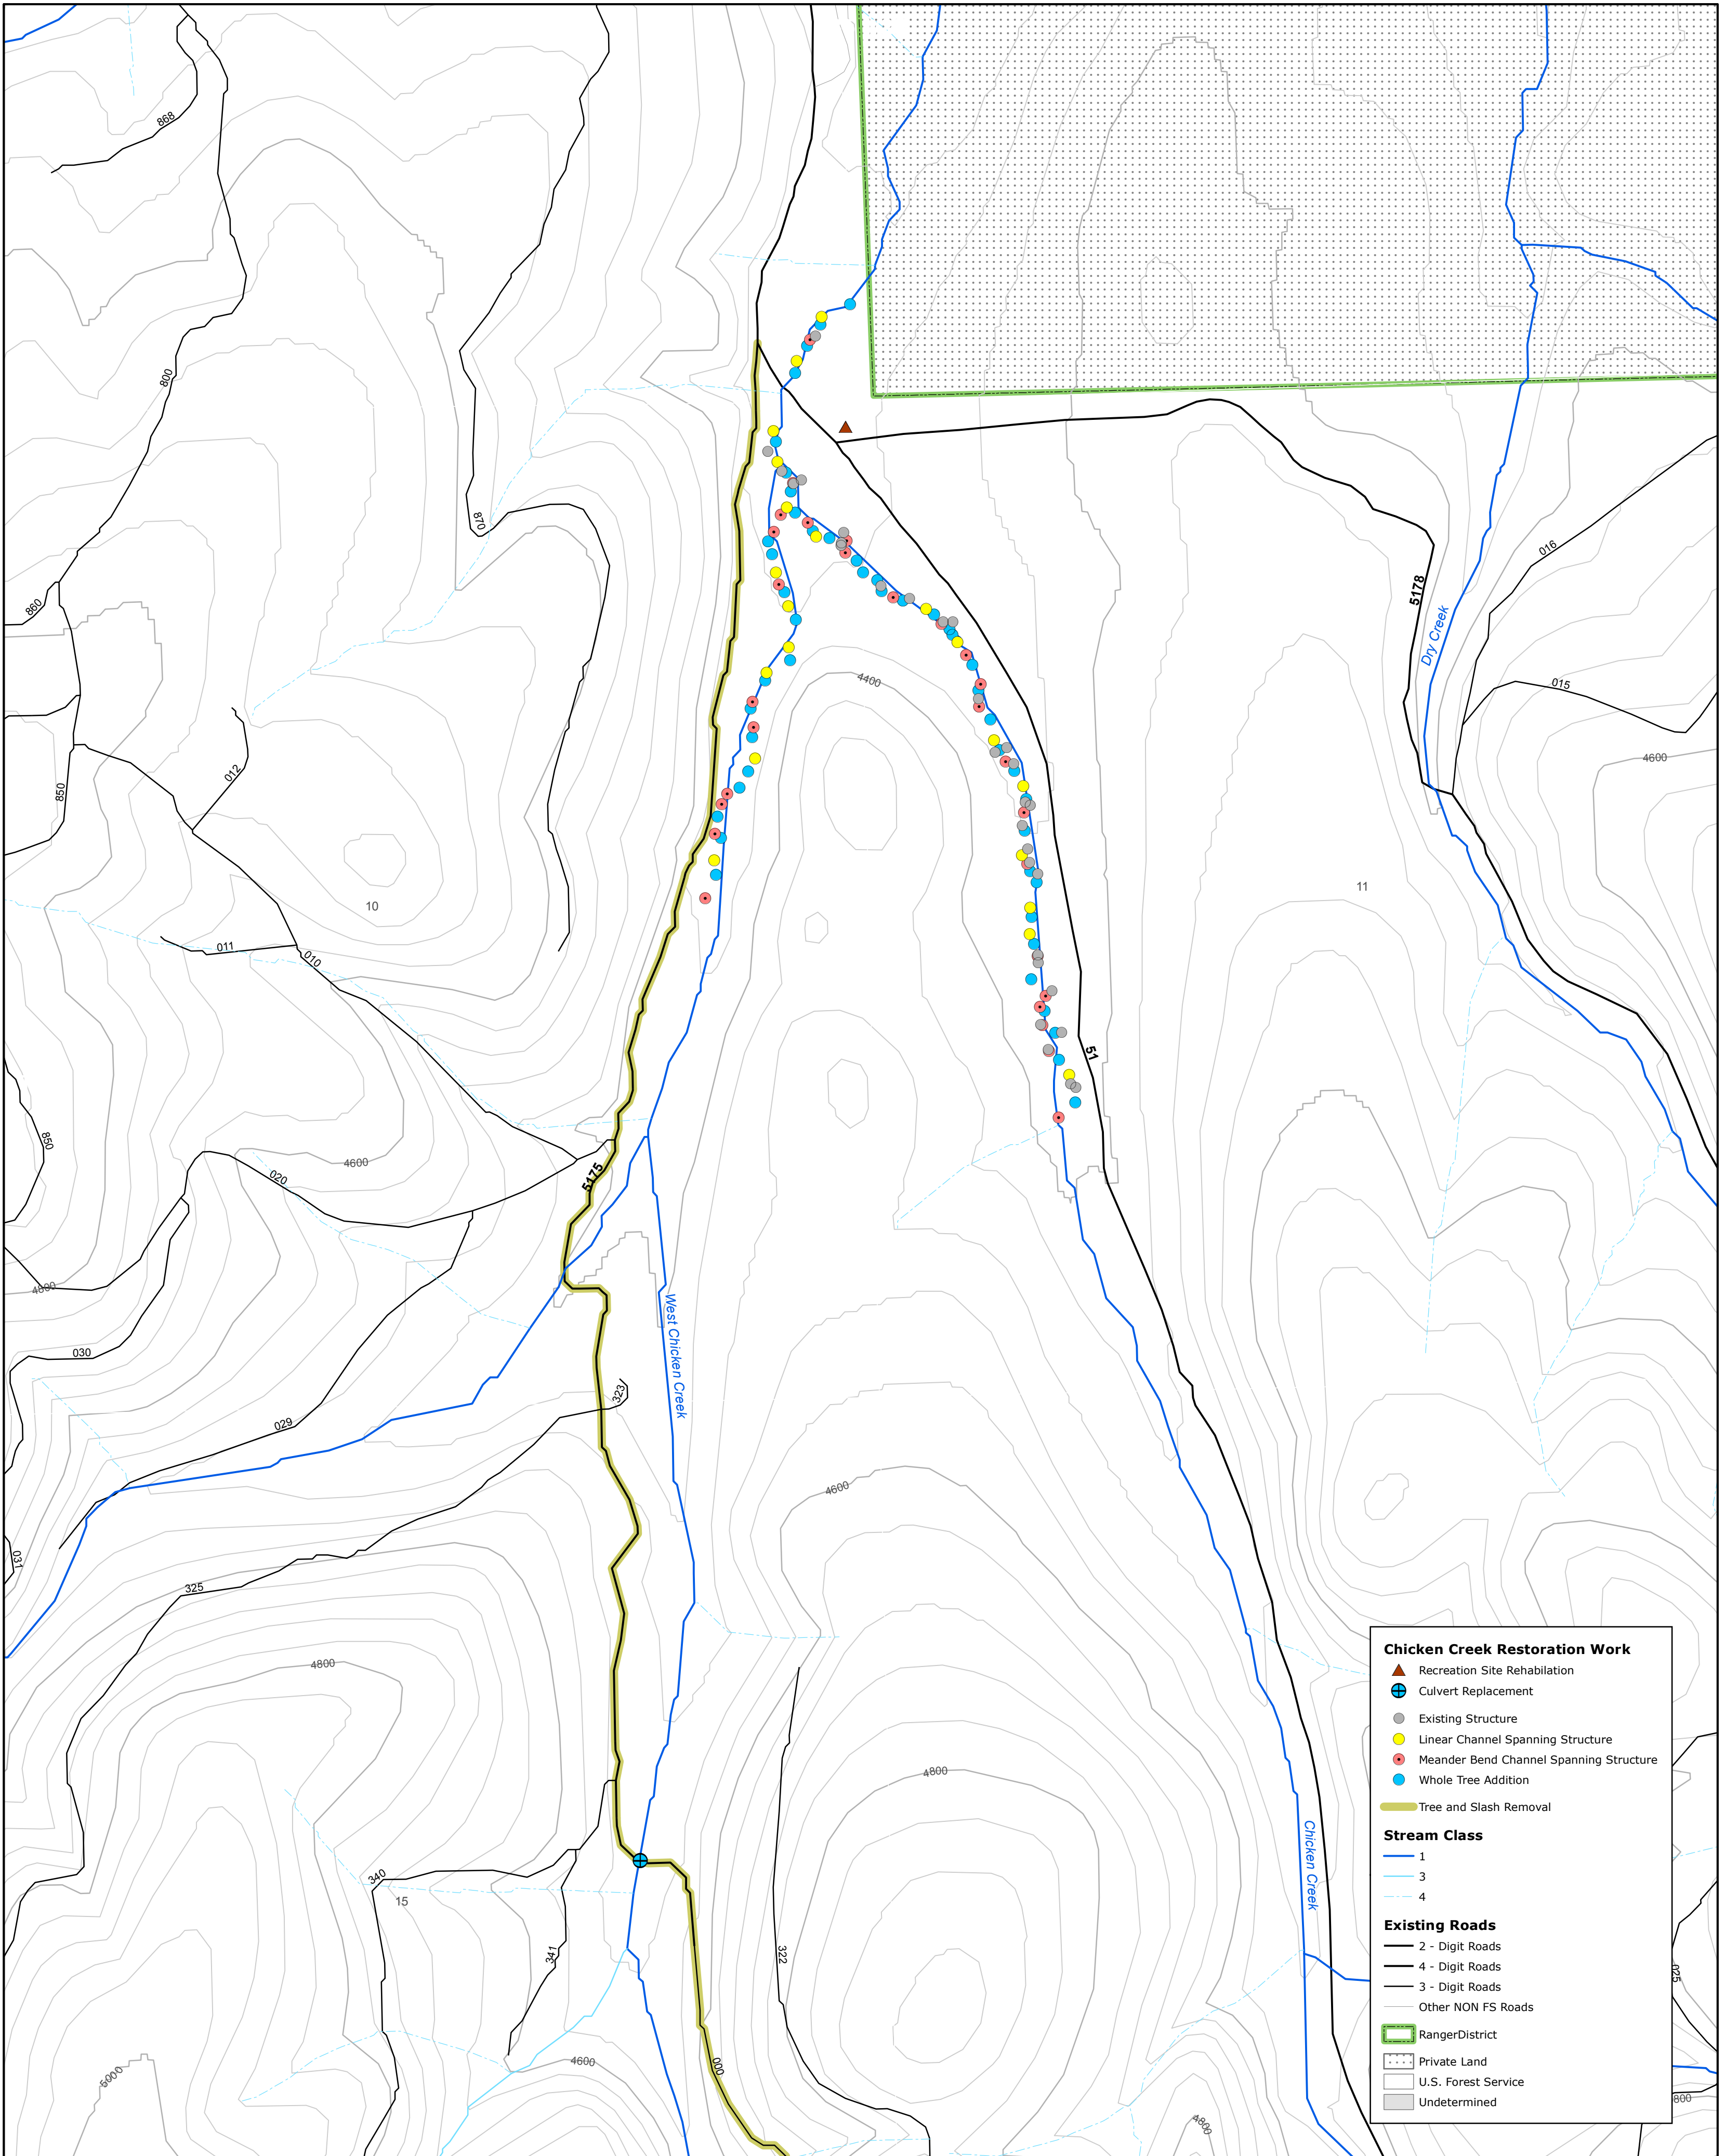 868
800
870
860
016
5178
Dry Creek
015
4400
4600
012
850
10
11
011
010
51
850
4600
020
5175
4800
West Chicken Creek
030
323
029
4600
031
325
4800
4800
Chicken Creek
340
15
341
322
025
000
4600
5000
4800
800
Chicken Creek Restoration Work
Recreation Site Rehabilation
Culvert Replacement
Existing Structure
Linear Channel Spanning Structure
Meander Bend Channel Spanning Structure
Whole Tree Addition
Tree and Slash Removal
Stream Class
1
3
4
Existing Roads
2 - Digit Roads
4 - Digit Roads
3 - Digit Roads
Other NON FS Roads
RangerDistrict
Private Land
U.S. Forest Service
Undetermined